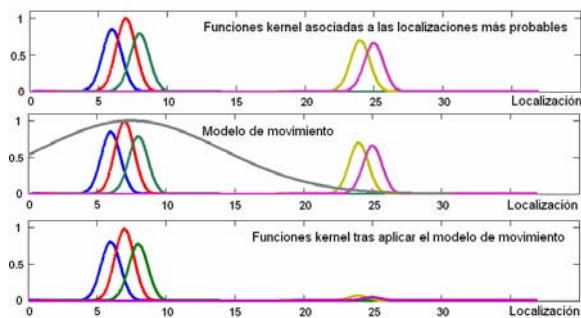 Funciones kernel asociadas a las localizaciones más probables
1
0.5
0
0 5 10 15 20 25 30 Localización
Modelo de movimiento
1
0.5
0
0 5 10 15 20 25 30 Localización
Funciones kernel tras aplicar el modelo de movimiento
1
0.5
0
0 5 10 15 20 25 30 Localización